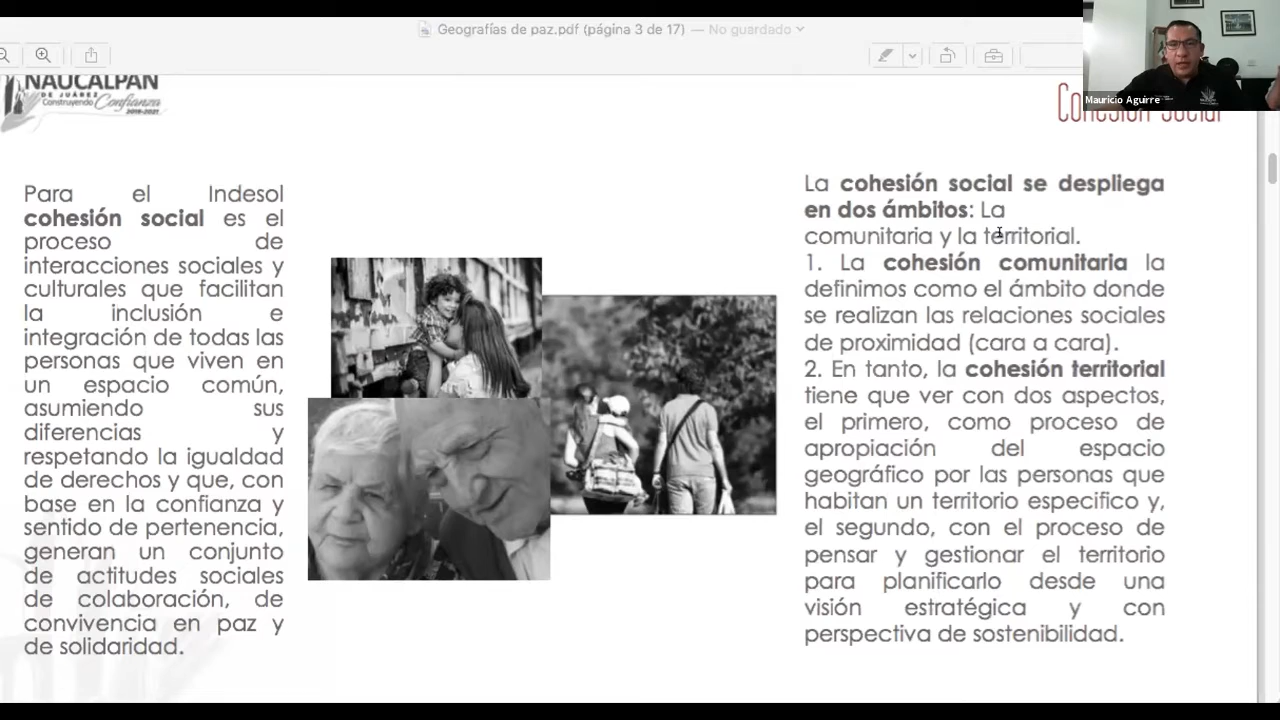 Geografías de paz.pdf (página 3 de 17) — No guardado
Mauricio Aguirre
NAUCALPAN
DE JUÁREZ
Construyendo Confianza
2019-2021
Cohesión Social
Para el Indesol
cohesión social es el
proceso de
interacciones sociales y
culturales que facilitan
la inclusión e
integración de todas las
personas que viven en
un espacio común,
asumiendo sus
diferencias y
respetando la igualdad
de derechos y que, con
base en la confianza y
sentido de pertenencia,
generan un conjunto
de actitudes sociales
de colaboración, de
convivencia en paz y
de solidaridad.
La cohesión social se despliega
en dos ámbitos: La
comunitaria y la territorial.
1. La cohesión comunitaria la
definimos como el ámbito donde
se realizan las relaciones sociales
de proximidad (cara a cara).
2. En tanto, la cohesión territorial
tiene que ver con dos aspectos,
el primero, como proceso de
apropiación del espacio
geográfico por las personas que
habitan un territorio especifico y,
el segundo, con el proceso de
pensar y gestionar el territorio
para planificarlo desde una
visión estratégica y con
perspectiva de sostenibilidad.